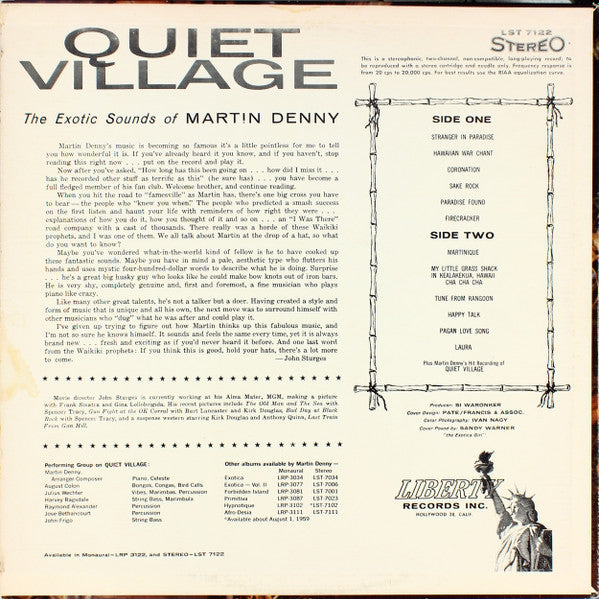 QUIET
VILLAGE
The Exotic Sounds of MARTIN DENNY
Martin Denny's music is becoming so famous it's a little pointless for me to tell
you how wonderful it is. If you've already heard it you know, and if you haven't, stop
reading this right now . . . put on the record and play it.
Now after you've asked, "How long has this been going on . . . how did I miss it . . .
has he recorded other stuff as terrific as this" (he sure has) . . . you have become a
full fledged member of his fan club. Welcome brother, and continue reading.
When you hit the road to "famesville" as Martin has, there's one big cross you have
to bear — the people who "knew you when." The people who predicted a smash success
on the first listen and haunt your life with reminders of how right they were . . .
explanations of how you do it, how you thought of it and so on . . . an "I Was There"
road company with a cast of thousands. There really was a herde of these Waikiki
prophets, and I was one of them. We all talk about Martin at the drop of a hat, so what
do you want to know?
Maybe you've wondered what-in-the-world kind of fellow is he to have cooked up
these fantastic sounds. Maybe you have in mind a pale, aesthetic type who flutters his
hands and uses mystic four-hundred-dollar words to describe what he is doing. Surprise
. . . he's a great big husky guy who looks like he could make bow knots out of iron bars.
He is very shy, completely genuine and, first and foremost, a fine musician who plays
piano like crazy.
Like many other great talents, he's not a talker but a doer. Having created a style and
form of music that is unique and all his own, the next move was to surround himself with
other musicians who "dug" what he was after and could play it.
I've given up trying to figure out how Martin thinks up this fabulous music, and
I'm not so sure he knows himself. It sounds and feels the same every time, yet it is always
brand new . . . fresh and exciting as if you'd never heard it before. And one last word
from the Waikiki prophets: If you think this is good, hold your hats, there's a lot more
to come.
— John Sturges
Movie director John Sturges is currently working at his Alma Mater, MGM, making a picture
with Frank Sinatra and Gina Lollobrigida. His recent pictures include The Old Man and The Sea with
Spencer Tracy, Gun Fight at the OK Corral with Burt Lancaster and Kirk Douglas, Bad Day at Black
Rock with Spencer Tracy, and a suspense western starring Kirk Douglas and Anthony Quinn, Last Train
From Gun Hill.
Performing Group on QUIET VILLAGE:
Martin Denny,
Arranger Composer Piano, Celeste
August Colon Bongos, Congas, Bird Calls
Julius Wechter Vibes, Marimbas, Percussion
Harvey Ragsdale String Bass, Marimbula
Raymond Alexander Percussion
Jose Bethancourt Percussion
John Frigo String Bass
Other albums available by Martin Denny —
Monaural Stereo
Exotica LRP-3034 LST-7034
Exotica — Vol. II LRP-3077 LST-7006
Forbidden Island LRP-3081 LST-7001
Primitiva LRP-3087 LST-7023
Hypnotique LRP-3102 *LST-7102
Afro-Desia LRP-3111 LST-7111
*Available about August 1, 1959
Available in Monaural—LRP 3122, and STEREO—LST 7122
LST 7122
STEREO
This is a stereophonic, two-channel, non-compatible, long-playing record, to
be reproduced with a stereo cartridge and needle only. Frequency response is
from 20 cps to 20,000 cps. For best results use the RIAA equalization curve.
SIDE ONE
STRANGER IN PARADISE
HAWAIIAN WAR CHANT
CORONATION
SAKE ROCK
PARADISE FOUND
FIRECRACKER
SIDE TWO
MARTINIQUE
MY LITTLE GRASS SHACK
IN KEALAKEKUA, HAWAII
CHA CHA CHA
TUNE FROM RANGOON
HAPPY TALK
PAGAN LOVE SONG
LAURA
Plus Martin Denny's Hit Recording of
QUIET VILLAGE
Producer: SI WARONKER
Cover Design: PATE/FRANCIS & ASSOC.
Color Photography: IVAN NAGY
Cover Posed by: SANDY WARNER
"the Exotica Girl"
LIBERTY
RECORDS INC.
HOLLYWOOD 28, CALIF.